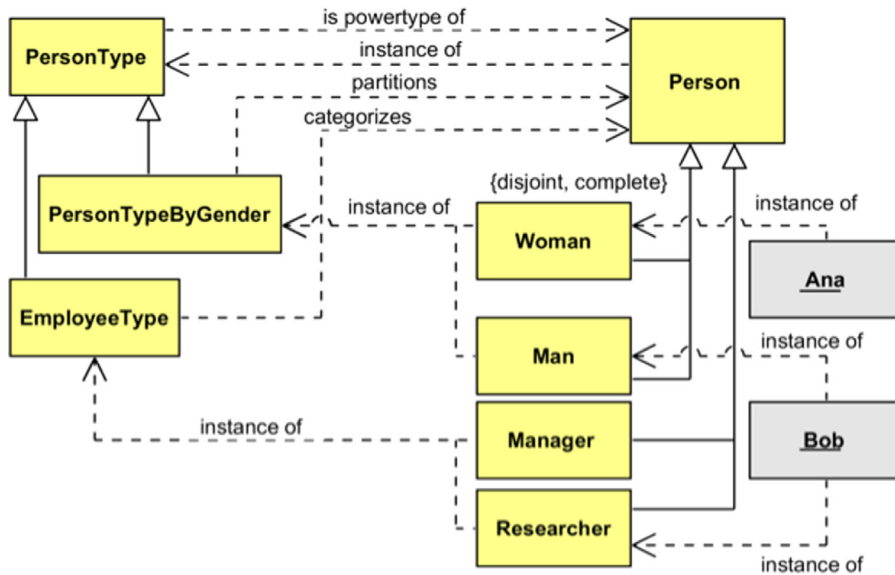 is powertype of
PersonType
instance of
Person
partitions
categorizes
{disjoint, complete}
PersonTypeByGender
instance of
Woman
instance of
Ana
EmployeeType
Man
instance of
instance of
Manager
Bob
Researcher
instance of